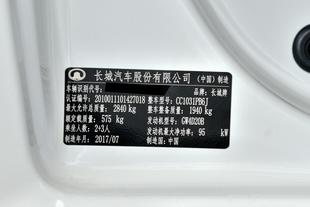 长城汽车股份有限公司 (中国) 制造
车辆识别代号: 品牌: 长城牌
认证编号: 2010011101427018 整车型号: CC1031PB6J
最大允许总质量: 2840 kg 整车整备质量: 1940 kg
额定载质量: 575 kg 发动机型号: GW4D20B
乘坐人数: 2+3人 发动机最大净功率: 95 kW
制造年月: 2017/07 制造国: 中国